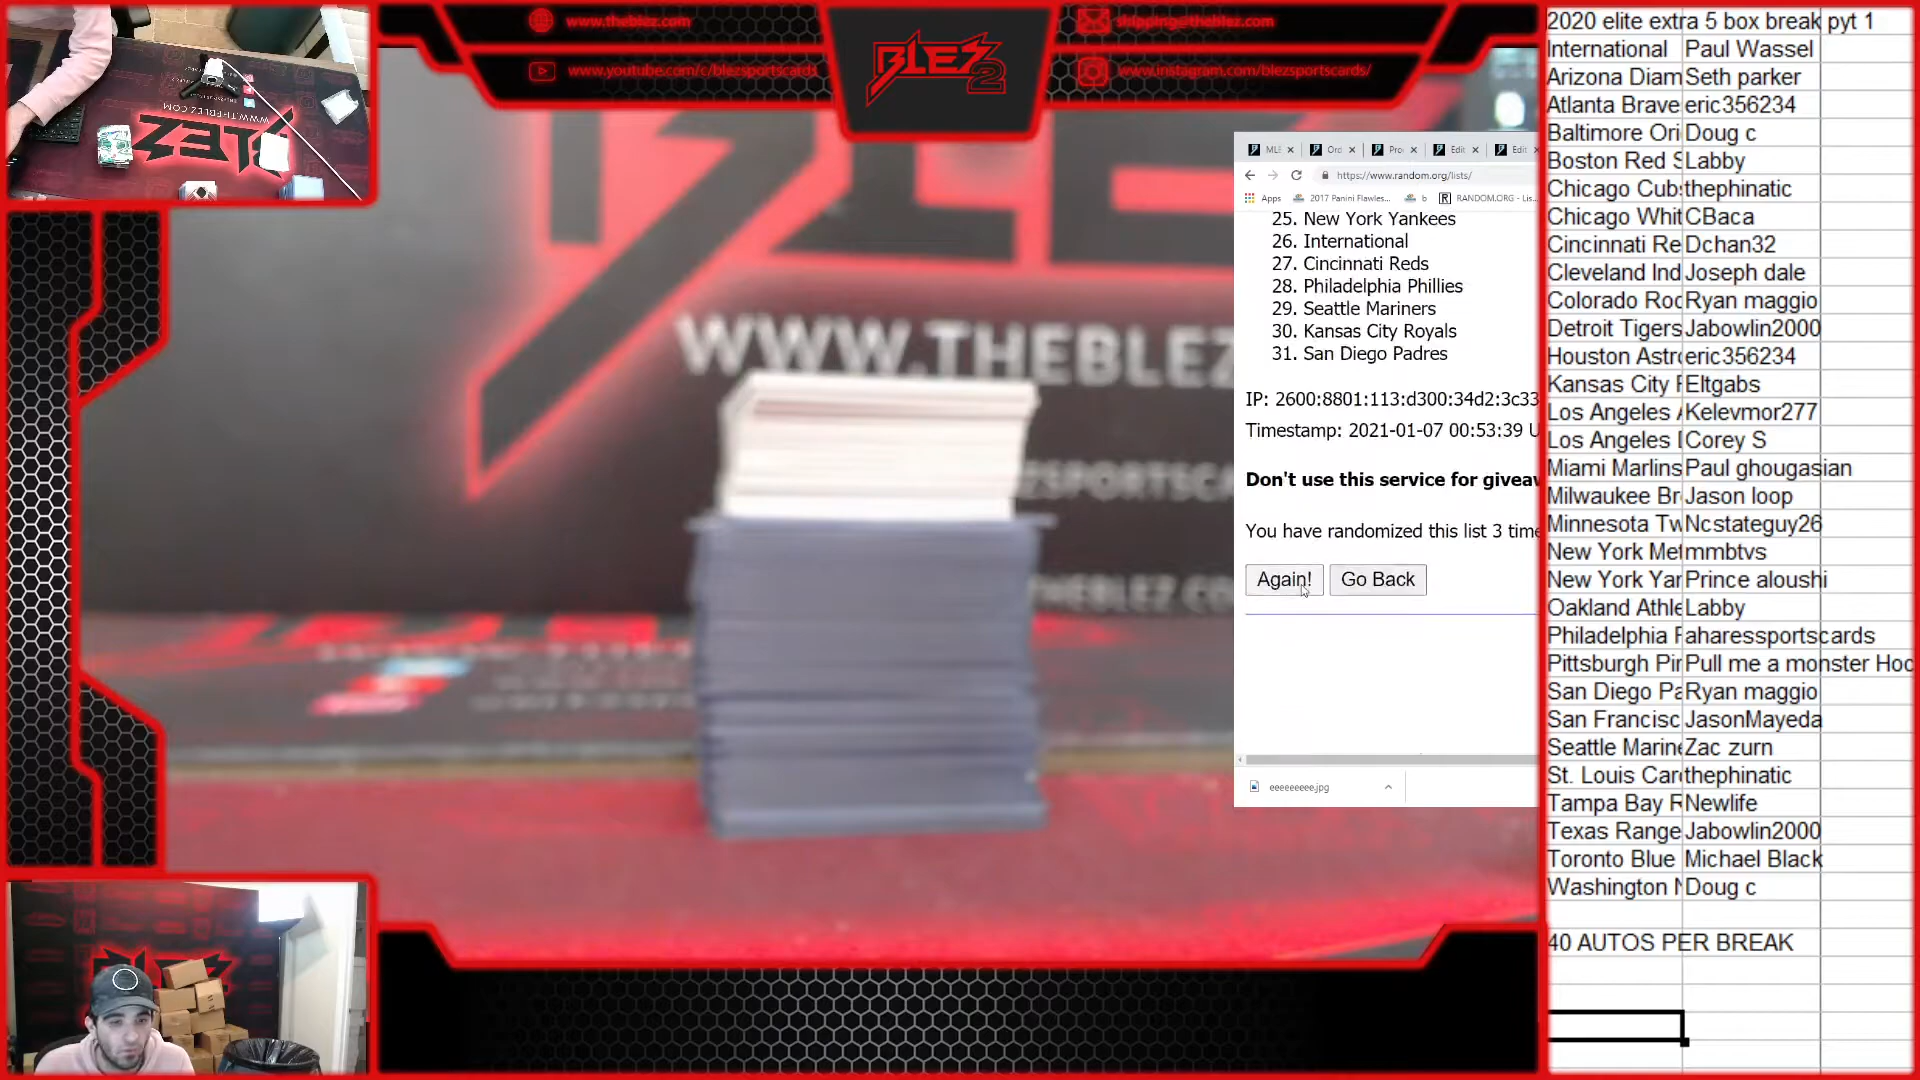 www.theblez.com
shipping@theblez.com
www.youtube.com/c/blezsportscards
www.instagram.com/blezsportscards/
BLEZ
2
WWW.THEBLEZ.COM
BLEZ
WWW.THEBLEZ
THEBLEZ.CO
https://www.random.org/lists/
Apps
2017 Panini Flawles...
b
RANDOM.ORG - Lis...
25. New York Yankees
26. International
27. Cincinnati Reds
28. Philadelphia Phillies
29. Seattle Mariners
30. Kansas City Royals
31. San Diego Padres
IP: 2600:8801:113:d300:34d2:3c33
Timestamp: 2021-01-07 00:53:39 U
Don't use this service for giveav
You have randomized this list 3 time
Again!
Go Back
eeeeeeeee.jpg
2020 elite extra 5 box break pyt 1
International Paul Wassel
Arizona Diam Seth parker
Atlanta Brave eric356234
Baltimore Ori Doug c
Boston Red S Labby
Chicago Cub thephinatic
Chicago Whit CBaca
Cincinnati Re Dchan32
Cleveland Ind Joseph dale
Colorado Roc Ryan maggio
Detroit Tigers Jabowlin2000
Houston Astr eric356234
Kansas City F Eltgabs
Los Angeles A Kelevmor277
Los Angeles D Corey S
Miami Marlins Paul ghougasian
Milwaukee Br Jason loop
Minnesota Tw Ncstateguy26
New York Met mmbtvs
New York Yar Prince aloushi
Oakland Athle Labby
Philadelphia P aharessportscards
Pittsburgh Pir Pull me a monster Hoc
San Diego Pa Ryan maggio
San Francisc JasonMayeda
Seattle Marine Zac zurn
St. Louis Car thephinatic
Tampa Bay R Newlife
Texas Range Jabowlin2000
Toronto Blue Michael Black
Washington N Doug c
40 AUTOS PER BREAK